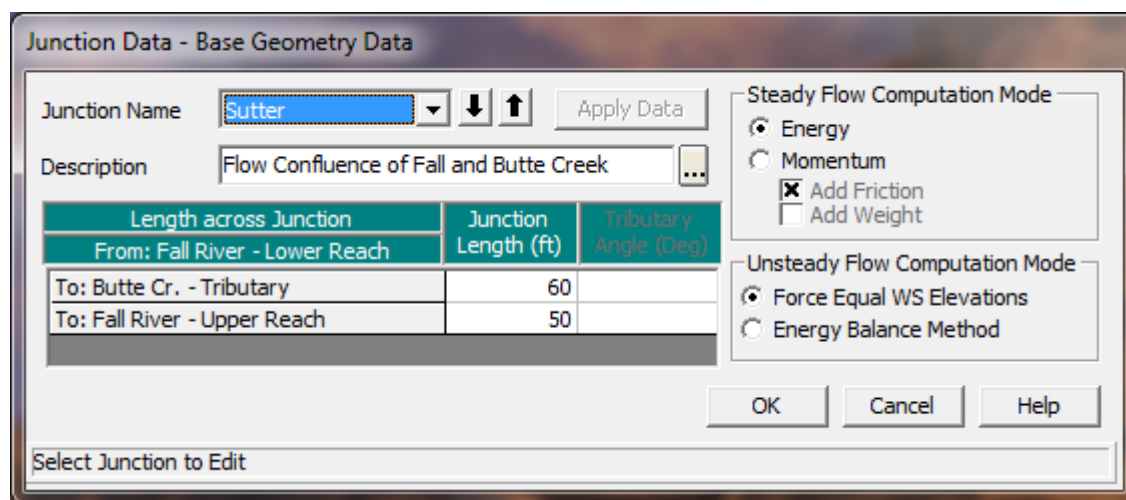 Junction Data - Base Geometry Data
Junction Name
Sutter
Apply Data
Description
Flow Confluence of Fall and Butte Creek
...
Length across Junction
From: Fall River - Lower Reach
Junction
Length (ft)
Tributary
Angle (Deg)
To: Butte Cr. - Tributary
60
To: Fall River - Upper Reach
50
Steady Flow Computation Mode
Energy
Momentum
Add Friction
Add Weight
Unsteady Flow Computation Mode
Force Equal WS Elevations
Energy Balance Method
OK
Cancel
Help
Select Junction to Edit